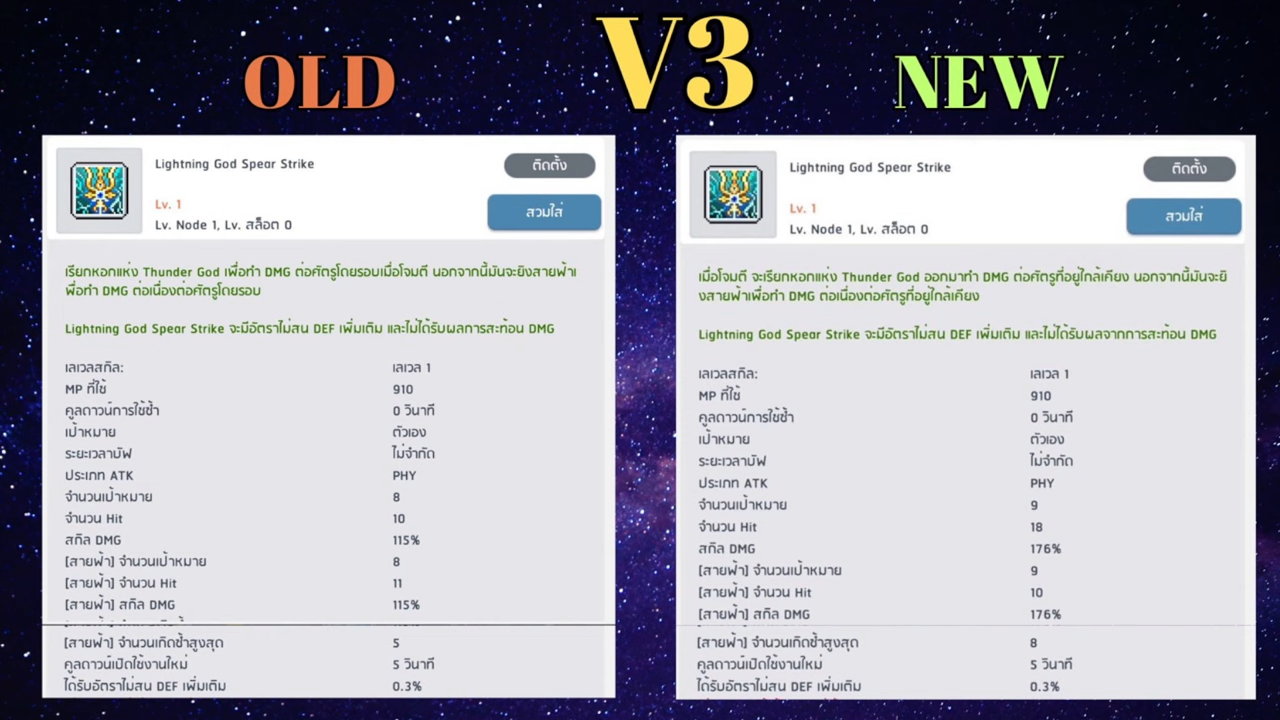 V3
OLD
NEW
Lightning God Spear Strike
ติดตั้ง
Lv. 1
Lv. Node 1, Lv. สล็อต 0
สวมใส่
เรียกหอกแห่ง Thunder God เพื่อทำ DMG ต่อศัตรูโดยรอบเมื่อโจมตี นอกจากนี้มันจะยิงสายฟ้าเ
พื่อทำ DMG ต่อเนื่องต่อศัตรูโดยรอบ
Lightning God Spear Strike จะมีอัตราไม่สน DEF เพิ่มเติม และไม่ได้รับผลการสะท้อน DMG
เลเวลสกิล: เลเวล 1
MP ที่ใช้ 910
คูลดาวน์การใช้ซ้ำ 0 วินาที
เป้าหมาย ตัวเอง
ระยะเวลาบัฟ ไม่จำกัด
ประเภท ATK PHY
จำนวนเป้าหมาย 8
จำนวน Hit 10
สกิล DMG 115%
[สายฟ้า] จำนวนเป้าหมาย 8
[สายฟ้า] จำนวน Hit 11
[สายฟ้า] สกิล DMG 115%
[สายฟ้า] จำนวนเกิดซ้ำสูงสุด 5
คูลดาวน์เปิดใช้งานใหม่ 5 วินาที
ได้รับอัตราไม่สน DEF เพิ่มเติม 0.3%
Lightning God Spear Strike
ติดตั้ง
Lv. 1
Lv. Node 1, Lv. สล็อต 0
สวมใส่
เมื่อโจมตี จะเรียกหอกแห่ง Thunder God ออกมาทำ DMG ต่อศัตรูที่อยู่ใกล้เคียง นอกจากนี้มันจะยิ
งสายฟ้าเพื่อทำ DMG ต่อเนื่องต่อศัตรูที่อยู่ใกล้เคียง
Lightning God Spear Strike จะมีอัตราไม่สน DEF เพิ่มเติม และไม่ได้รับผลจากการสะท้อน DMG
เลเวลสกิล: เลเวล 1
MP ที่ใช้ 910
คูลดาวน์การใช้ซ้ำ 0 วินาที
เป้าหมาย ตัวเอง
ระยะเวลาบัฟ ไม่จำกัด
ประเภท ATK PHY
จำนวนเป้าหมาย 9
จำนวน Hit 18
สกิล DMG 176%
[สายฟ้า] จำนวนเป้าหมาย 9
[สายฟ้า] จำนวน Hit 10
[สายฟ้า] สกิล DMG 176%
[สายฟ้า] จำนวนเกิดซ้ำสูงสุด 8
คูลดาวน์เปิดใช้งานใหม่ 5 วินาที
ได้รับอัตราไม่สน DEF เพิ่มเติม 0.3%